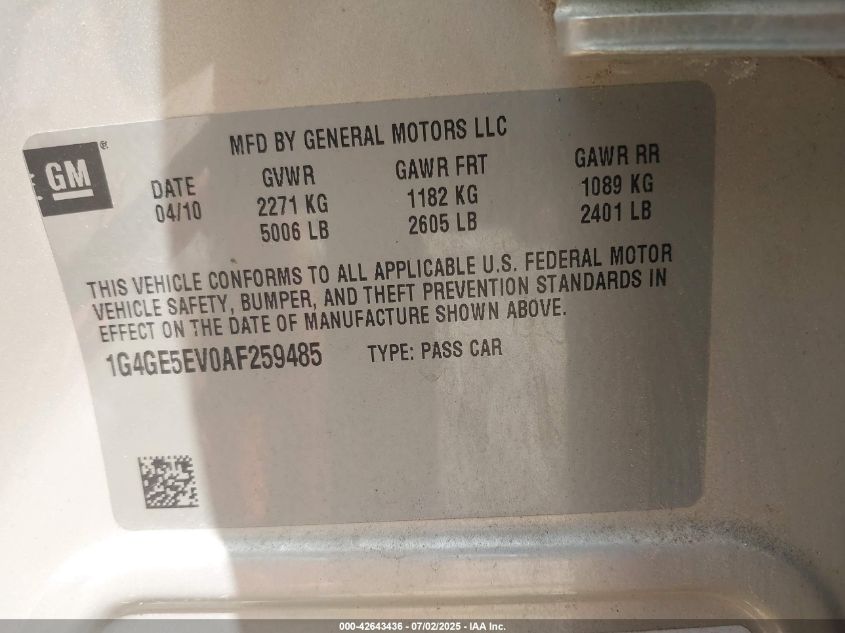 MFD BY GENERAL MOTORS LLC
GM®
DATE GVWR GAWR FRT GAWR RR
04/10 2271 KG 1182 KG 1089 KG
5006 LB 2605 LB 2401 LB
THIS VEHICLE CONFORMS TO ALL APPLICABLE U.S. FEDERAL MOTOR
VEHICLE SAFETY, BUMPER, AND THEFT PREVENTION STANDARDS IN
EFFECT ON THE DATE OF MANUFACTURE SHOWN ABOVE.
1G4GE5EV0AF259485 TYPE: PASS CAR
000-42643436 - 07/02/2025 - IAA Inc.